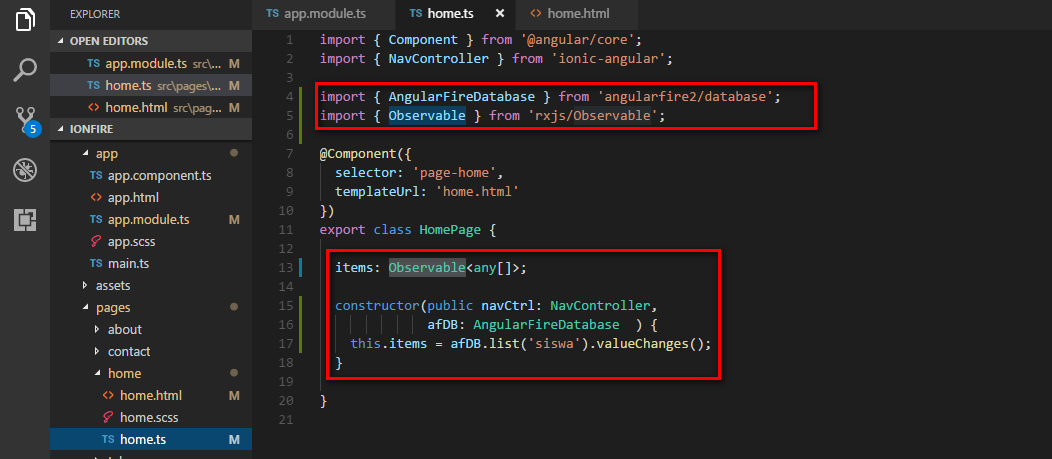 EXPLORER
OPEN EDITORS
TS app.module.ts src\... M
TS home.ts src\pages\... M
<> home.html src\pag... M
5
IONFIRE
app
TS app.component.ts
<> app.html
TS app.module.ts M
app.scss
TS main.ts
assets
pages
about
contact
home
<> home.html M
home.scss
TS home.ts M
TS app.module.ts
TS home.ts ×
<> home.html
1 import { Component } from '@angular/core';
2 import { NavController } from 'ionic-angular';
3
4 import { AngularFireDatabase } from 'angularfire2/database';
5 import { Observable } from 'rxjs/Observable';
6
7 @Component({
8 selector: 'page-home',
9 templateUrl: 'home.html'
10 })
11 export class HomePage {
12
13 items: Observable<any[]>;
14
15 constructor(public navCtrl: NavController,
16 afDB: AngularFireDatabase ) {
17 this.items = afDB.list('siswa').valueChanges();
18 }
19
20 }
21